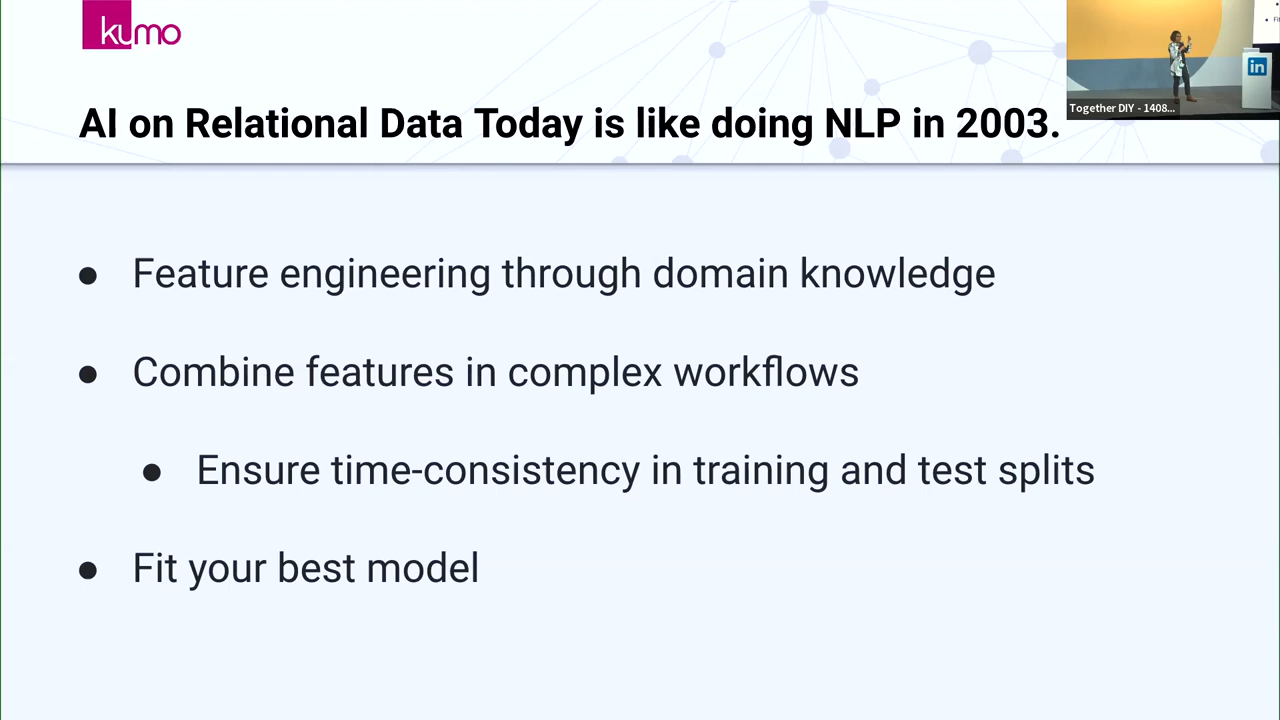 kumo
Together DIY - 1408...
in
AI on Relational Data Today is like doing NLP in 2003.
● Feature engineering through domain knowledge
● Combine features in complex workflows
● Ensure time-consistency in training and test splits
● Fit your best model